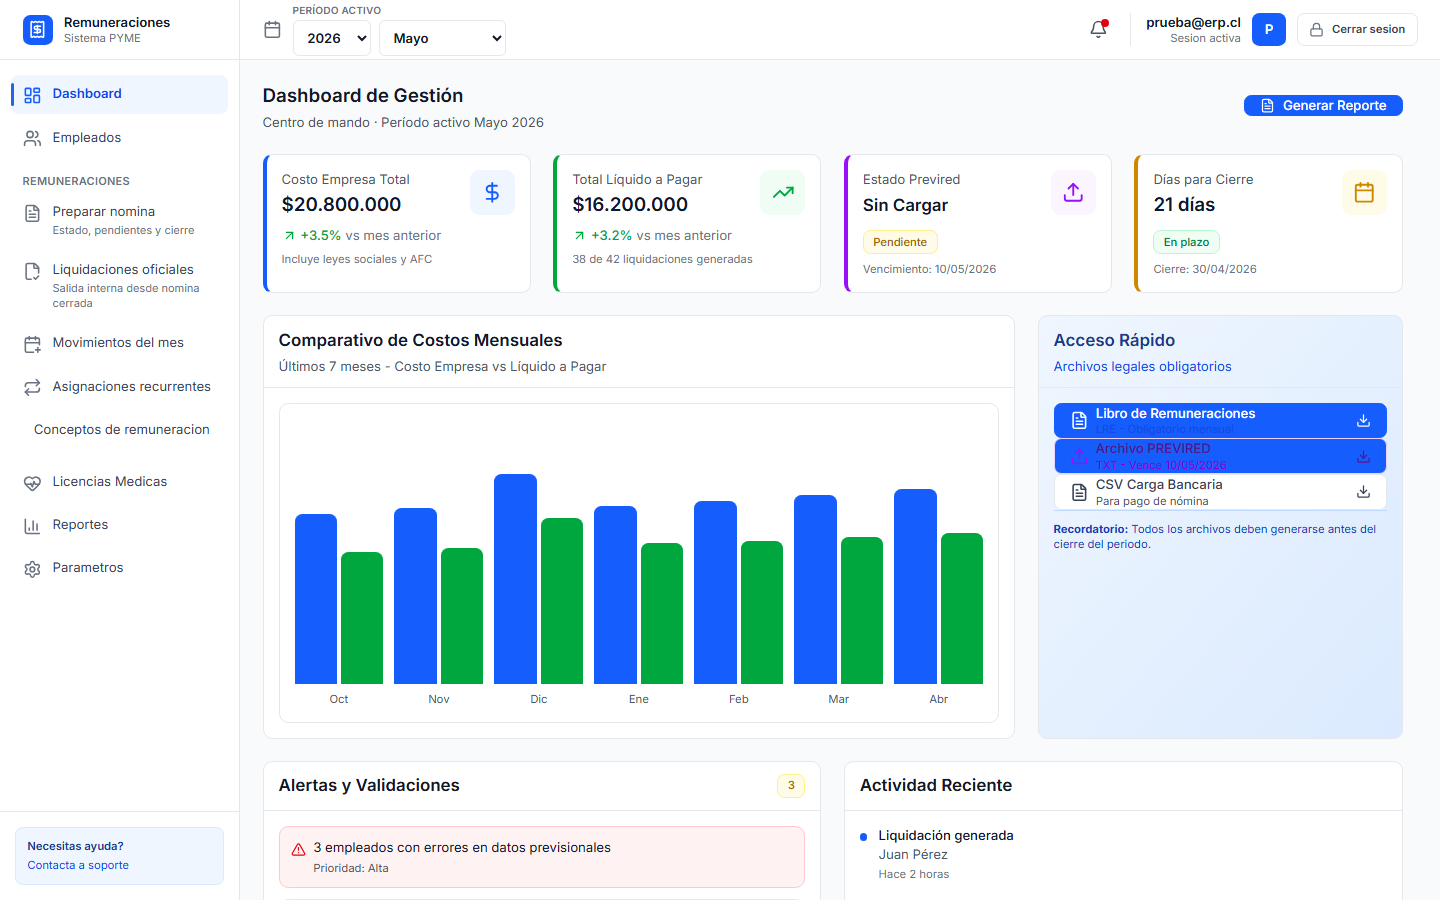 Remuneraciones
Sistema PYME
PERÍODO ACTIVO
2026
Mayo
prueba@erp.cl
Sesion activa
P
Cerrar sesion
Dashboard
Empleados
REMUNERACIONES
Preparar nomina
Estado, pendientes y cierre
Liquidaciones oficiales
Salida interna desde nomina
cerrada
Movimientos del mes
Asignaciones recurrentes
Conceptos de remuneracion
Licencias Medicas
Reportes
Parametros
Necesitas ayuda?
Contacta a soporte
Dashboard de Gestión
Centro de mando · Período activo Mayo 2026
Generar Reporte
Costo Empresa Total
$20.800.000
+3.5% vs mes anterior
Incluye leyes sociales y AFC
Total Líquido a Pagar
$16.200.000
+3.2% vs mes anterior
38 de 42 liquidaciones generadas
Estado Previred
Sin Cargar
Pendiente
Vencimiento: 10/05/2026
Días para Cierre
21 días
En plazo
Cierre: 30/04/2026
Comparativo de Costos Mensuales
Últimos 7 meses - Costo Empresa vs Líquido a Pagar
Oct
Nov
Dic
Ene
Feb
Mar
Abr
Acceso Rápido
Archivos legales obligatorios
Libro de Remuneraciones
LRE - Obligatorio mensual
Archivo PREVIRED
TXT - Vence 10/05/2026
CSV Carga Bancaria
Para pago de nómina
Recordatorio: Todos los archivos deben generarse antes del
cierre del periodo.
Alertas y Validaciones
3
3 empleados con errores en datos previsionales
Prioridad: Alta
Actividad Reciente
Liquidación generada
Juan Pérez
Hace 2 horas